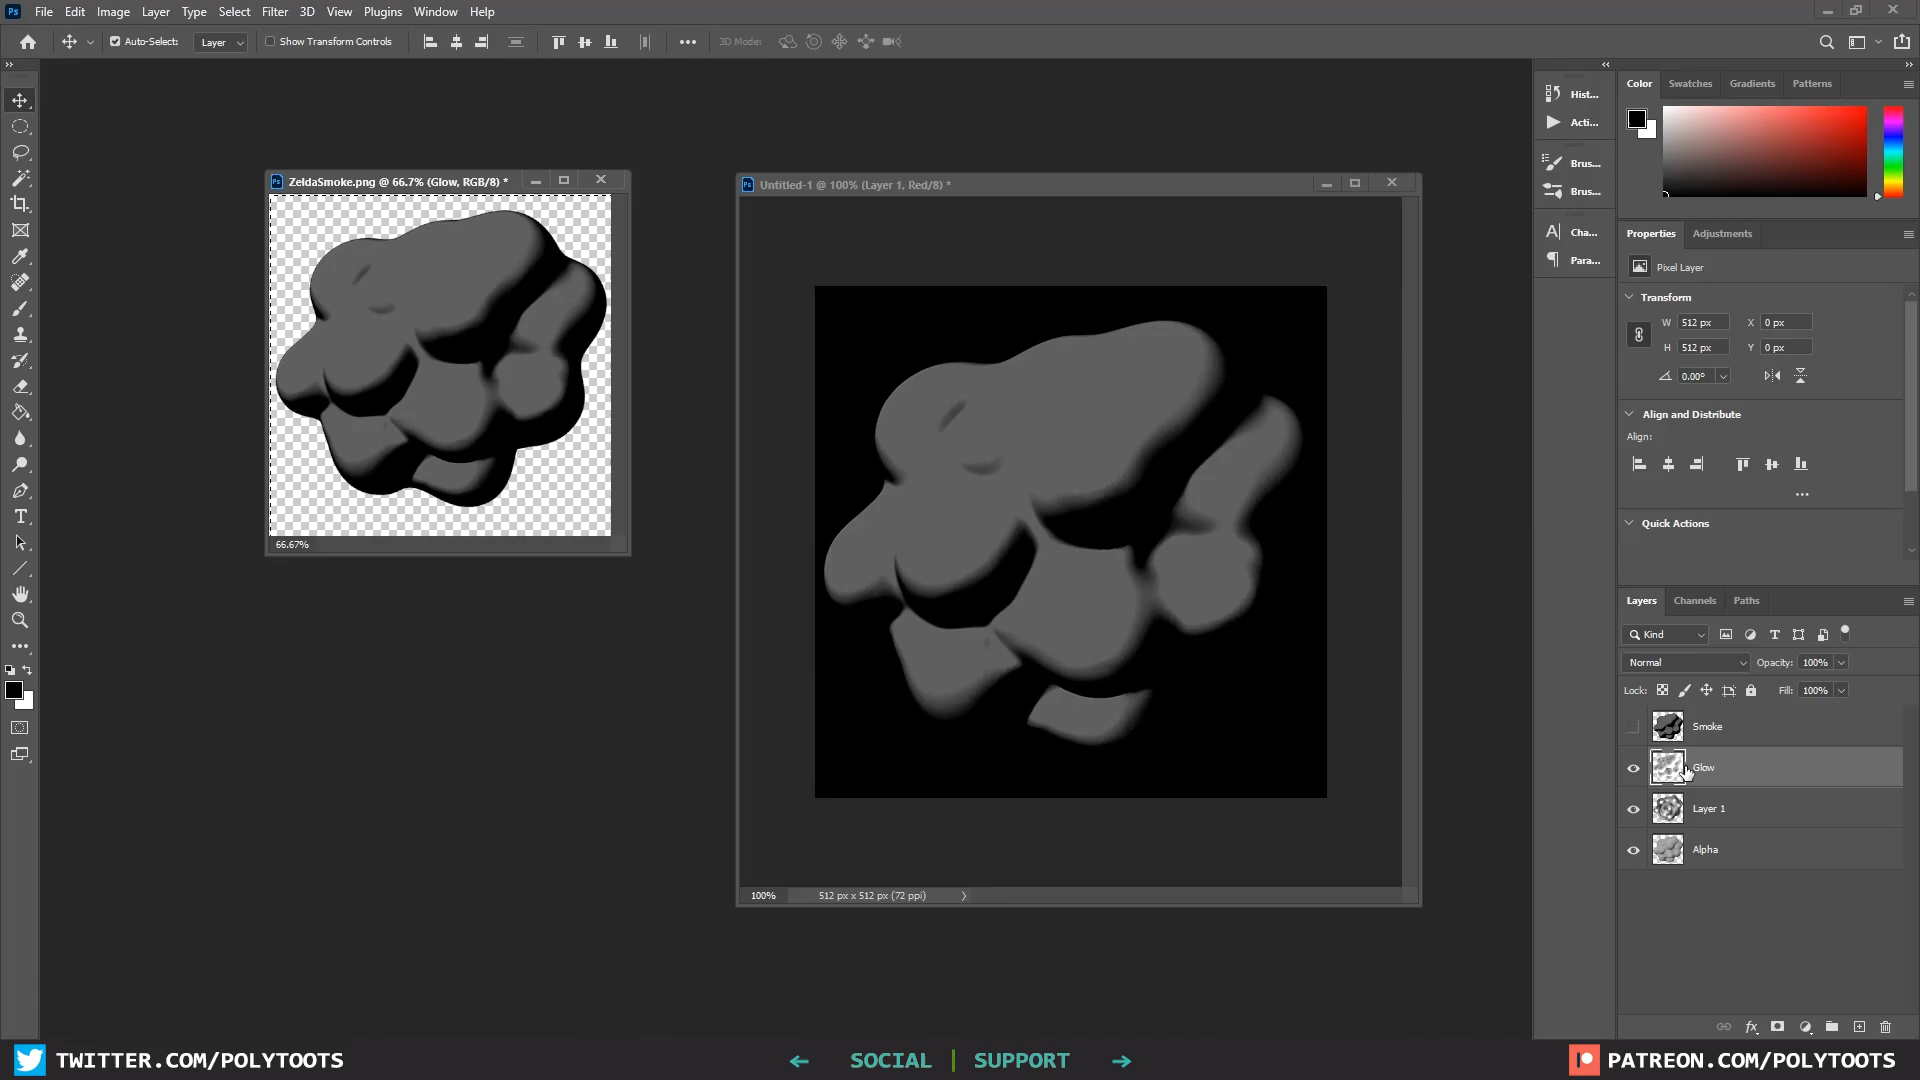 Ps File Edit Image Layer Type Select Filter 3D View Plugins Window Help
Auto-Select: Layer Show Transform Controls 3D Mode:
Hist...
Acti...
Brus...
Brus...
Cha...
Para...
Color Swatches Gradients Patterns
Ps ZeldaSmoke.png @ 66.7% (Glow, RGB/8) *
66.67%
Ps Untitled-1 @ 100% (Layer 1, Red/8) *
100% 512 px x 512 px (72 ppi)
Properties Adjustments
Pixel Layer
Transform
W 512 px X 0 px
H 512 px Y 0 px
0.00°
Align and Distribute
Align:
Quick Actions
Layers Channels Paths
Kind
Normal Opacity: 100%
Lock: Fill: 100%
Smoke
Glow
Layer 1
Alpha
TWITTER.COM/POLYTOOTS
SOCIAL | SUPPORT
PATREON.COM/POLYTOOTS